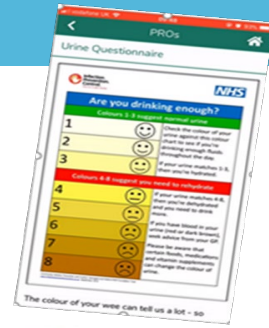 vodafone UK
PROs
Urine Questionnaire
Infection
Prevention
Control
NHS
Are you drinking enough?
Colours 1-3 suggest normal urine
1
2
3
Check the colour of your
urine against this colour
chart to see if you're
drinking enough fluids
throughout the day.
If your urine matches 1-3,
then you're hydrated.
Colours 4-8 suggest you need to rehydrate
4
5
6
7
8
If your urine matches 4-8,
then you're dehydrated
and you need to drink
more.
If you have blood in your
urine (red or dark brown),
seek advice from your GP.
Please be aware that
certain foods, medications
and vitamin supplements
can change the colour of
urine.
The colour of your wee can tell us a lot - so